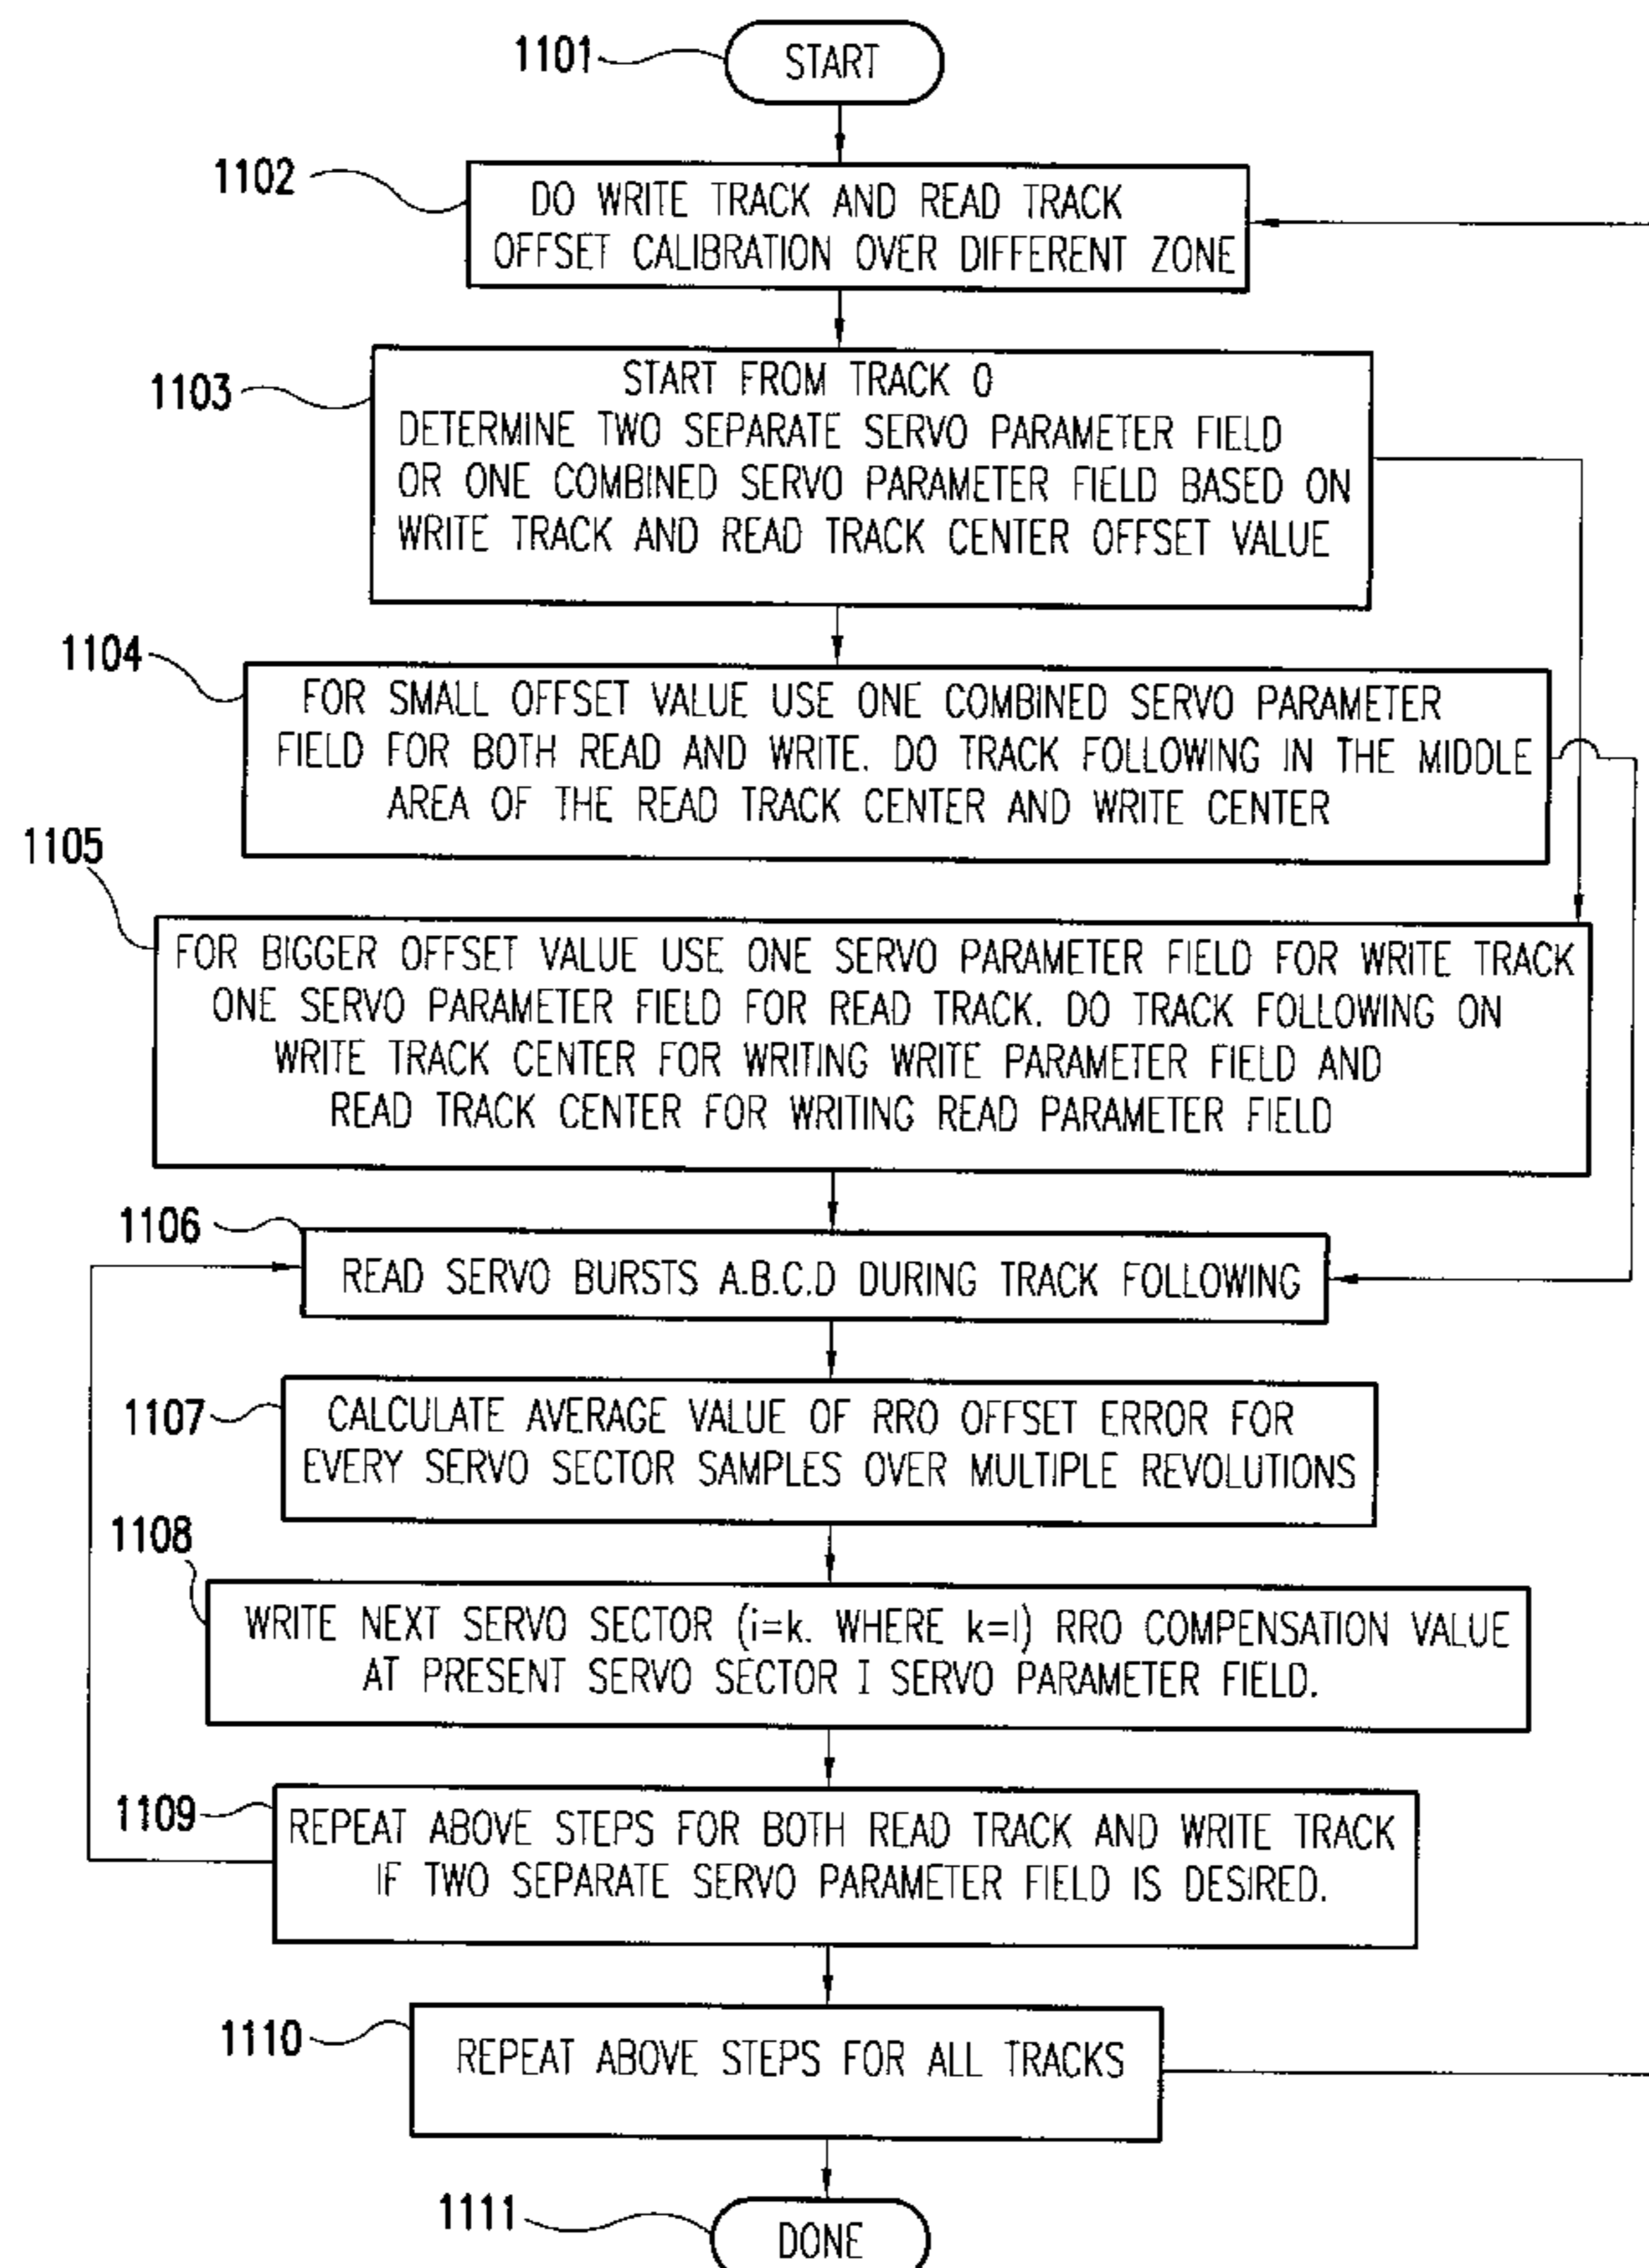 1101
START
1102
DO WRITE TRACK AND READ TRACK
OFFSET CALIBRATION OVER DIFFERENT ZONE
1103
START FROM TRACK 0
DETERMINE TWO SEPARATE SERVO PARAMETER FIELD
OR ONE COMBINED SERVO PARAMETER FIELD BASED ON
WRITE TRACK AND READ TRACK CENTER OFFSET VALUE
1104
FOR SMALL OFFSET VALUE USE ONE COMBINED SERVO PARAMETER
FIELD FOR BOTH READ AND WRITE. DO TRACK FOLLOWING IN THE MIDDLE
AREA OF THE READ TRACK CENTER AND WRITE CENTER
1105
FOR BIGGER OFFSET VALUE USE ONE SERVO PARAMETER FIELD FOR WRITE TRACK
ONE SERVO PARAMETER FIELD FOR READ TRACK. DO TRACK FOLLOWING ON
WRITE TRACK CENTER FOR WRITING WRITE PARAMETER FIELD AND
READ TRACK CENTER FOR WRITING READ PARAMETER FIELD
1106
READ SERVO BURSTS A.B.C.D DURING TRACK FOLLOWING
1107
CALCULATE AVERAGE VALUE OF RRO OFFSET ERROR FOR
EVERY SERVO SECTOR SAMPLES OVER MULTIPLE REVOLUTIONS
1108
WRITE NEXT SERVO SECTOR (i=k. WHERE k=I) RRO COMPENSATION VALUE
AT PRESENT SERVO SECTOR I SERVO PARAMETER FIELD.
1109
REPEAT ABOVE STEPS FOR BOTH READ TRACK AND WRITE TRACK
IF TWO SEPARATE SERVO PARAMETER FIELD IS DESIRED.
1110
REPEAT ABOVE STEPS FOR ALL TRACKS
1111
DONE